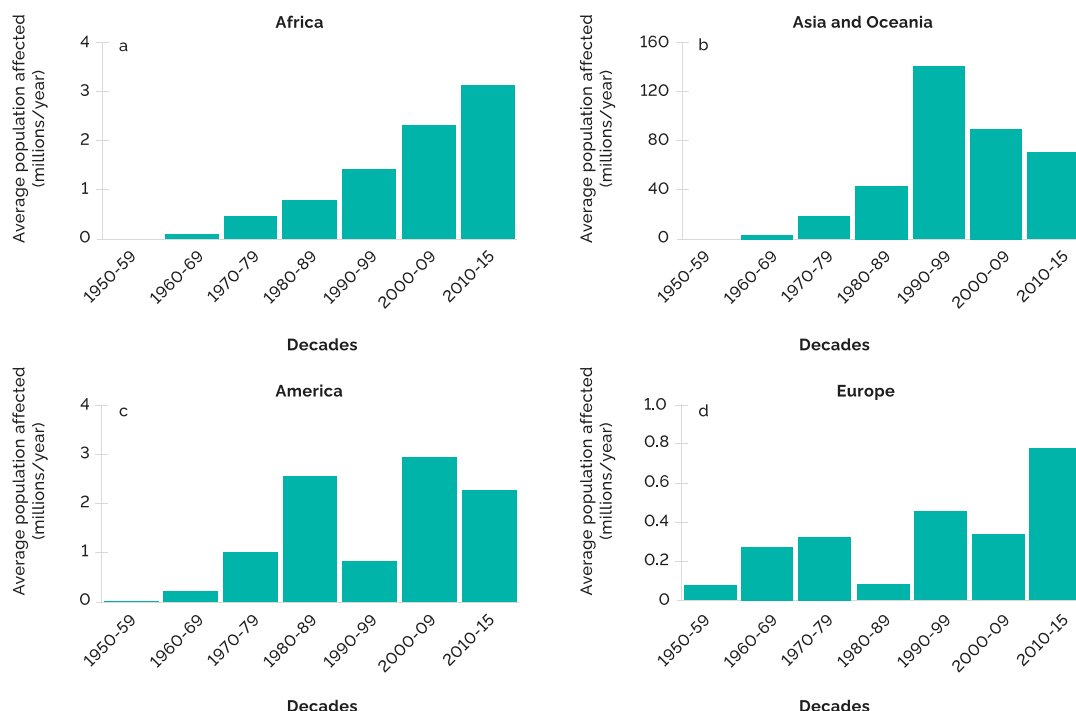 Africa
a
Average population affected
(millions/year)
4
3
2
1
0
1950-59
1960-69
1970-79
1980-89
1990-99
2000-09
2010-15
Decades
Asia and Oceania
b
Average population affected
(millions/year)
160
120
80
40
0
1950-59
1960-69
1970-79
1980-89
1990-99
2000-09
2010-15
Decades
America
c
Average population affected
(millions/year)
4
3
2
1
0
1950-59
1960-69
1970-79
1980-89
1990-99
2000-09
2010-15
Decades
Europe
d
Average population affected
(millions/year)
1.0
0.8
0.6
0.4
0.2
0
1950-59
1960-69
1970-79
1980-89
1990-99
2000-09
2010-15
Decades